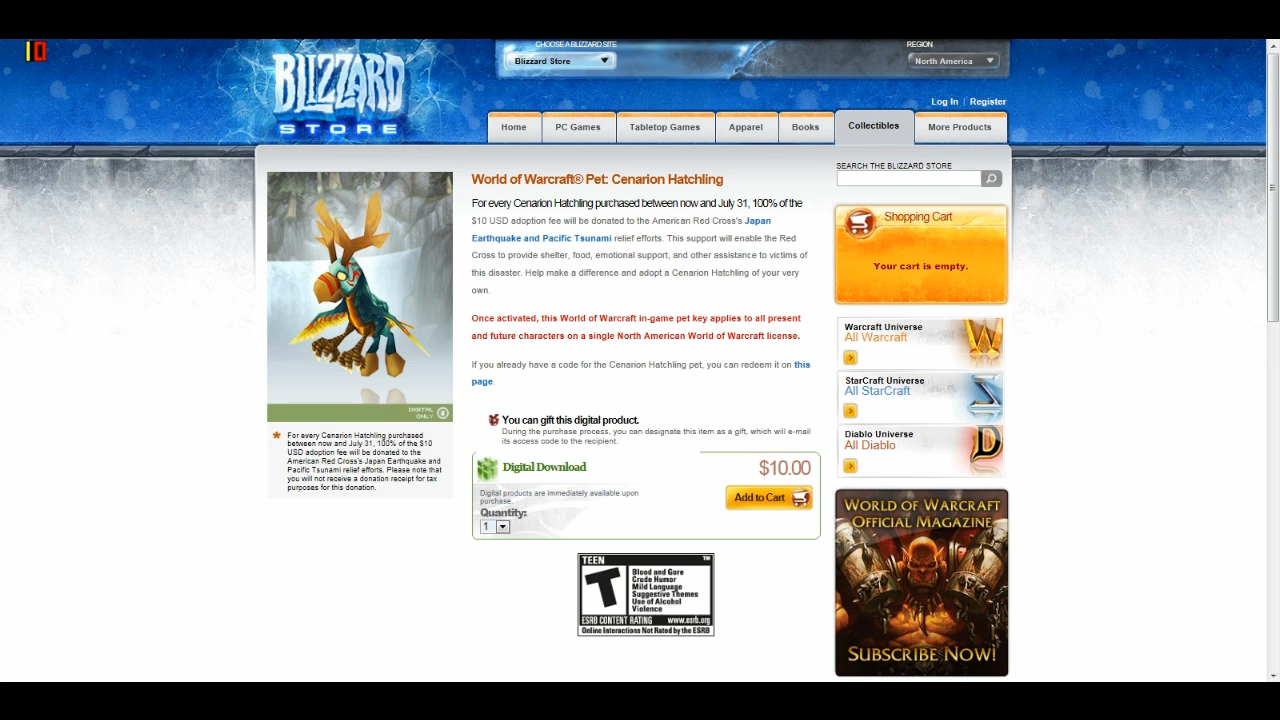 10
CHOOSE A BLIZZARD SITE
REGION
Blizzard Store
North America
BLIZZARD
STORE
Log In | Register
Home
PC Games
Tabletop Games
Apparel
Books
Collectibles
More Products
World of Warcraft® Pet: Cenarion Hatchling
For every Cenarion Hatchling purchased between now and July 31, 100% of the
$10 USD adoption fee will be donated to the American Red Cross's Japan
Earthquake and Pacific Tsunami relief efforts. This support will enable the Red
Cross to provide shelter, food, emotional support, and other assistance to victims of
this disaster. Help make a difference and adopt a Cenarion Hatchling of your very
own.
Once activated, this World of Warcraft in-game pet key applies to all present
and future characters on a single North American World of Warcraft license.
If you already have a code for the Cenarion Hatchling pet, you can redeem it on this
page.
DIGITAL
ONLY
* For every Cenarion Hatchling purchased
between now and July 31, 100% of the $10
USD adoption fee will be donated to the
American Red Cross's Japan Earthquake and
Pacific Tsunami relief efforts. Please note that
you will not receive a donation receipt for tax
purposes for this donation.
You can gift this digital product.
During the purchase process, you can designate this item as a gift, which will e-mail
its access code to the recipient.
Digital Download
$10.00
Digital products are immediately available upon
purchase.
Add to Cart
Quantity:
1
TEEN
TM
T
Blood and Gore
Crude Humor
Mild Language
Suggestive Themes
Use of Alcohol
Violence
ESRB CONTENT RATING www.esrb.org
Online Interactions Not Rated by the ESRB
SEARCH THE BLIZZARD STORE
Shopping Cart
Your cart is empty.
Warcraft Universe
All Warcraft
W
StarCraft Universe
All StarCraft
Diablo Universe
All Diablo
D
WORLD OF WARCRAFT
OFFICIAL MAGAZINE
SUBSCRIBE NOW!